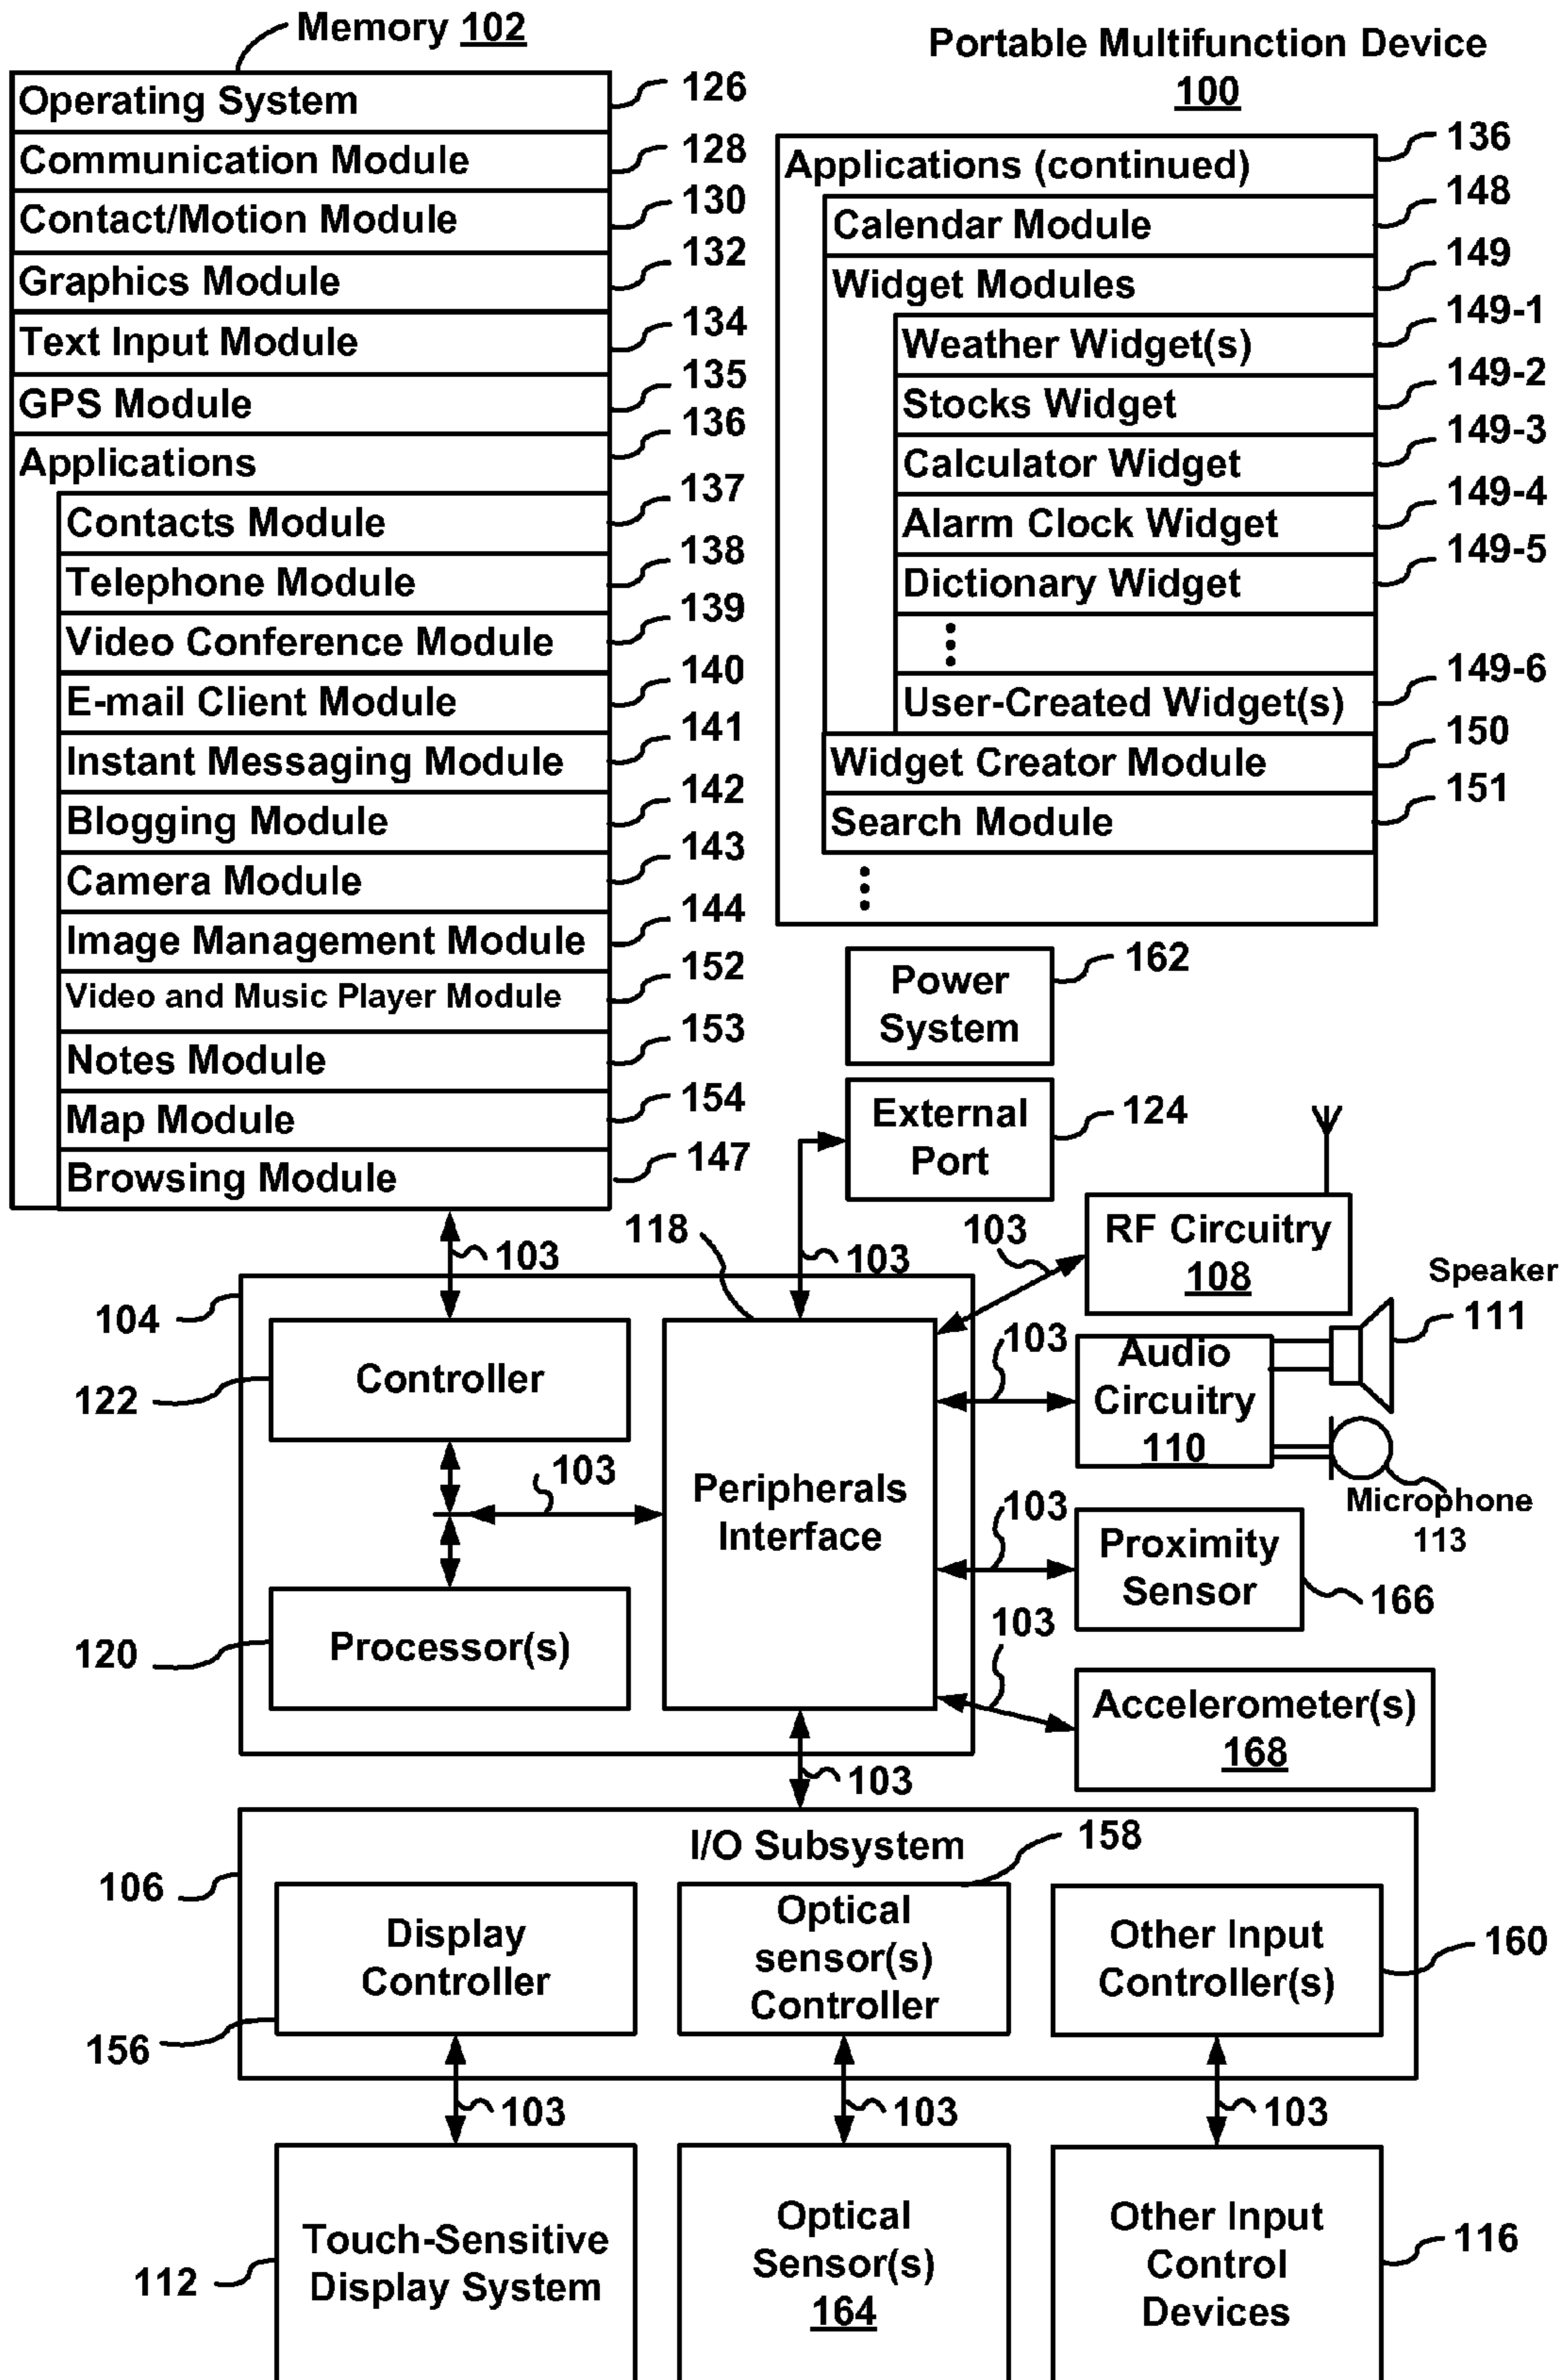 Memory 102
Portable Multifunction Device
100
Operating System
126
Communication Module
128
Contact/Motion Module
130
Graphics Module
132
Text Input Module
134
GPS Module
135
Applications
136
Contacts Module
137
Telephone Module
138
Video Conference Module
139
E-mail Client Module
140
Instant Messaging Module
141
Blogging Module
142
Camera Module
143
Image Management Module
144
Video and Music Player Module
152
Notes Module
153
Map Module
154
Browsing Module
147
Applications (continued)
136
Calendar Module
148
Widget Modules
149
Weather Widget(s)
149-1
Stocks Widget
149-2
Calculator Widget
149-3
Alarm Clock Widget
149-4
Dictionary Widget
149-5
User-Created Widget(s)
149-6
Widget Creator Module
150
Search Module
151
Power
System
162
External
Port
124
103
118
103
103
RF Circuitry
108
Speaker
111
104
Controller
122
103
Audio
Circuitry
110
Microphone
113
103
Peripherals
Interface
103
Proximity
Sensor
166
Processor(s)
120
103
Accelerometer(s)
168
103
I/O Subsystem
158
106
Display
Controller
156
Optical
sensor(s)
Controller
Other Input
Controller(s)
160
103
103
103
Touch-Sensitive
Display System
112
Optical
Sensor(s)
164
Other Input
Control
Devices
116